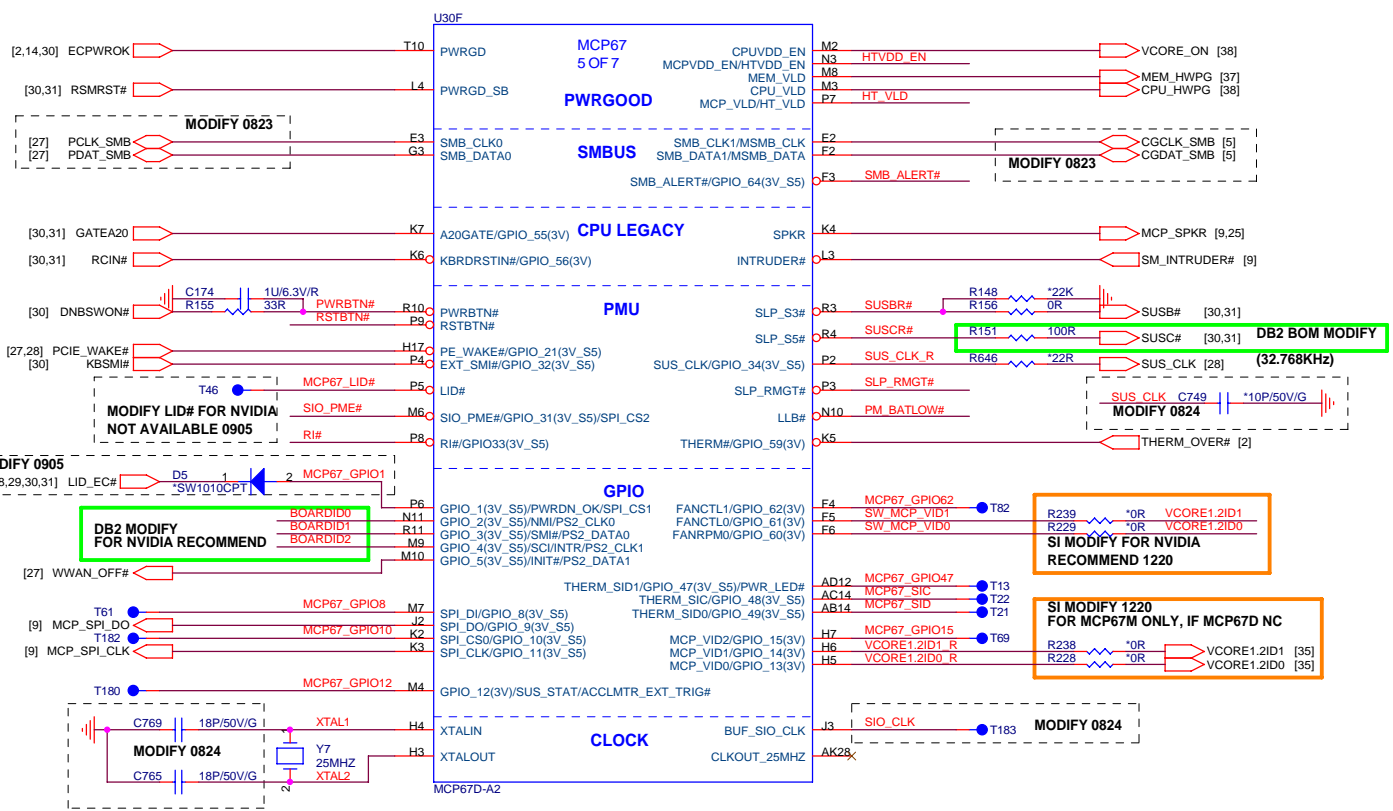 U30F
MCP67
5 OF 7
PWRGOOD
[2,14,30] ECPWROK T10 PWRGD
[30,31] RSMRST# L4 PWRGD_SB
CPUVDD_EN M2 VCORE_ON [38]
MCPVDD_EN/HTVDD_EN N3 HTVDD_EN
MEM_VLD M8 MEM_HWPG [37]
CPU_VLD M3 CPU_HWPG [38]
MCP_VLD/HT_VLD P7 HT_VLD
MODIFY 0823
[27] PCLK_SMB E3 SMB_CLK0
[27] PDAT_SMB G3 SMB_DATA0
SMBUS
SMB_CLK1/MSMB_CLK E2 CGCLK_SMB [5]
SMB_DATA1/MSMB_DATA F2 CGDAT_SMB [5]
MODIFY 0823
SMB_ALERT#/GPIO_64(3V_S5) F3 SMB_ALERT#
CPU LEGACY
[30,31] GATEA20 K7 A20GATE/GPIO_55(3V)
[30,31] RCIN# K6 KBRDRSTIN#/GPIO_56(3V)
SPKR K4 MCP_SPKR [9,25]
INTRUDER# L3 SM_INTRUDER# [9]
PMU
C174 1U/6.3V/R
[30] DNBSWON# R155 33R PWRBTN# R10 PWRBTN#
RSTBTN# P9 RSTBTN#
[27,28] PCIE_WAKE# H17 PE_WAKE#/GPIO_21(3V_S5)
[30] KBSMI# P4 EXT_SMI#/GPIO_32(3V_S5)
T46 MCP67_LID# P5 LID#
MODIFY LID# FOR NVIDIA
NOT AVAILABLE 0905
SIO_PME# M6 SIO_PME#/GPIO_31(3V_S5)/SPI_CS2
RI# P8 RI#/GPIO33(3V_S5)
R148 *22K
SLP_S3# R3 SUSBR# R156 0R SUSB# [30,31]
SLP_S5# R4 SUSCR# R151 100R SUSC# [30,31] DB2 BOM MODIFY
SUS_CLK/GPIO_34(3V_S5) P2 SUS_CLK_R R646 *22R SUS_CLK [28] (32.768KHz)
SLP_RMGT# P3 SLP_RMGT#
SUS_CLK C749 *10P/50V/G
MODIFY 0824
LLB# N10 PM_BATLOW#
THERM#/GPIO_59(3V) K5 THERM_OVER# [2]
DIFY 0905
8,29,30,31] LID_EC# D5 1 2 MCP67_GPIO1
*SW1010CPT
GPIO
P6 GPIO_1(3V_S5)/PWRDN_OK/SPI_CS1
DB2 MODIFY
FOR NVIDIA RECOMMEND
BOARDID0 N11 GPIO_2(3V_S5)/NMI/PS2_CLK0
BOARDID1 R11 GPIO_3(3V_S5)/SMI#/PS2_DATA0
BOARDID2 M9 GPIO_4(3V_S5)/SCI/INTR/PS2_CLK1
[27] WWAN_OFF# M10 GPIO_5(3V_S5)/INIT#/PS2_DATA1
FANCTL1/GPIO_62(3V) F4 MCP67_GPIO62 T82
FANCTL0/GPIO_61(3V) F5 SW_MCP_VID1 R239 *0R VCORE1.2ID1
FANRPM0/GPIO_60(3V) F6 SW_MCP_VID0 R229 *0R VCORE1.2ID0
SI MODIFY FOR NVIDIA
RECOMMEND 1220
THERM_SID1/GPIO_47(3V_S5)/PWR_LED# AD12 MCP67_GPIO47 T13
THERM_SIC/GPIO_48(3V_S5) AC14 MCP67_SIC T22
THERM_SID0/GPIO_49(3V_S5) AB14 MCP67_SID T21
T61 MCP67_GPIO8 M7 SPI_DI/GPIO_8(3V_S5)
[9] MCP_SPI_DO J2 SPI_DO/GPIO_9(3V_S5)
T182 MCP67_GPIO10 K2 SPI_CS0/GPIO_10(3V_S5)
[9] MCP_SPI_CLK K3 SPI_CLK/GPIO_11(3V_S5)
SI MODIFY 1220
FOR MCP67M ONLY, IF MCP67D NC
MCP_VID2/GPIO_15(3V) H7 MCP67_GPIO15 T69
MCP_VID1/GPIO_14(3V) H6 VCORE1.2ID1_R R238 *0R VCORE1.2ID1 [35]
MCP_VID0/GPIO_13(3V) H5 VCORE1.2ID0_R R228 *0R VCORE1.2ID0 [35]
T180 MCP67_GPIO12 M4 GPIO_12(3V)/SUS_STAT/ACCLMTR_EXT_TRIG#
CLOCK
C769 18P/50V/G XTAL1 H4 XTALIN
MODIFY 0824
1
Y7
25MHZ
2
C765 18P/50V/G XTAL2 H3 XTALOUT
BUF_SIO_CLK J3 SIO_CLK T183 MODIFY 0824
CLKOUT_25MHZ AK28
MCP67D-A2